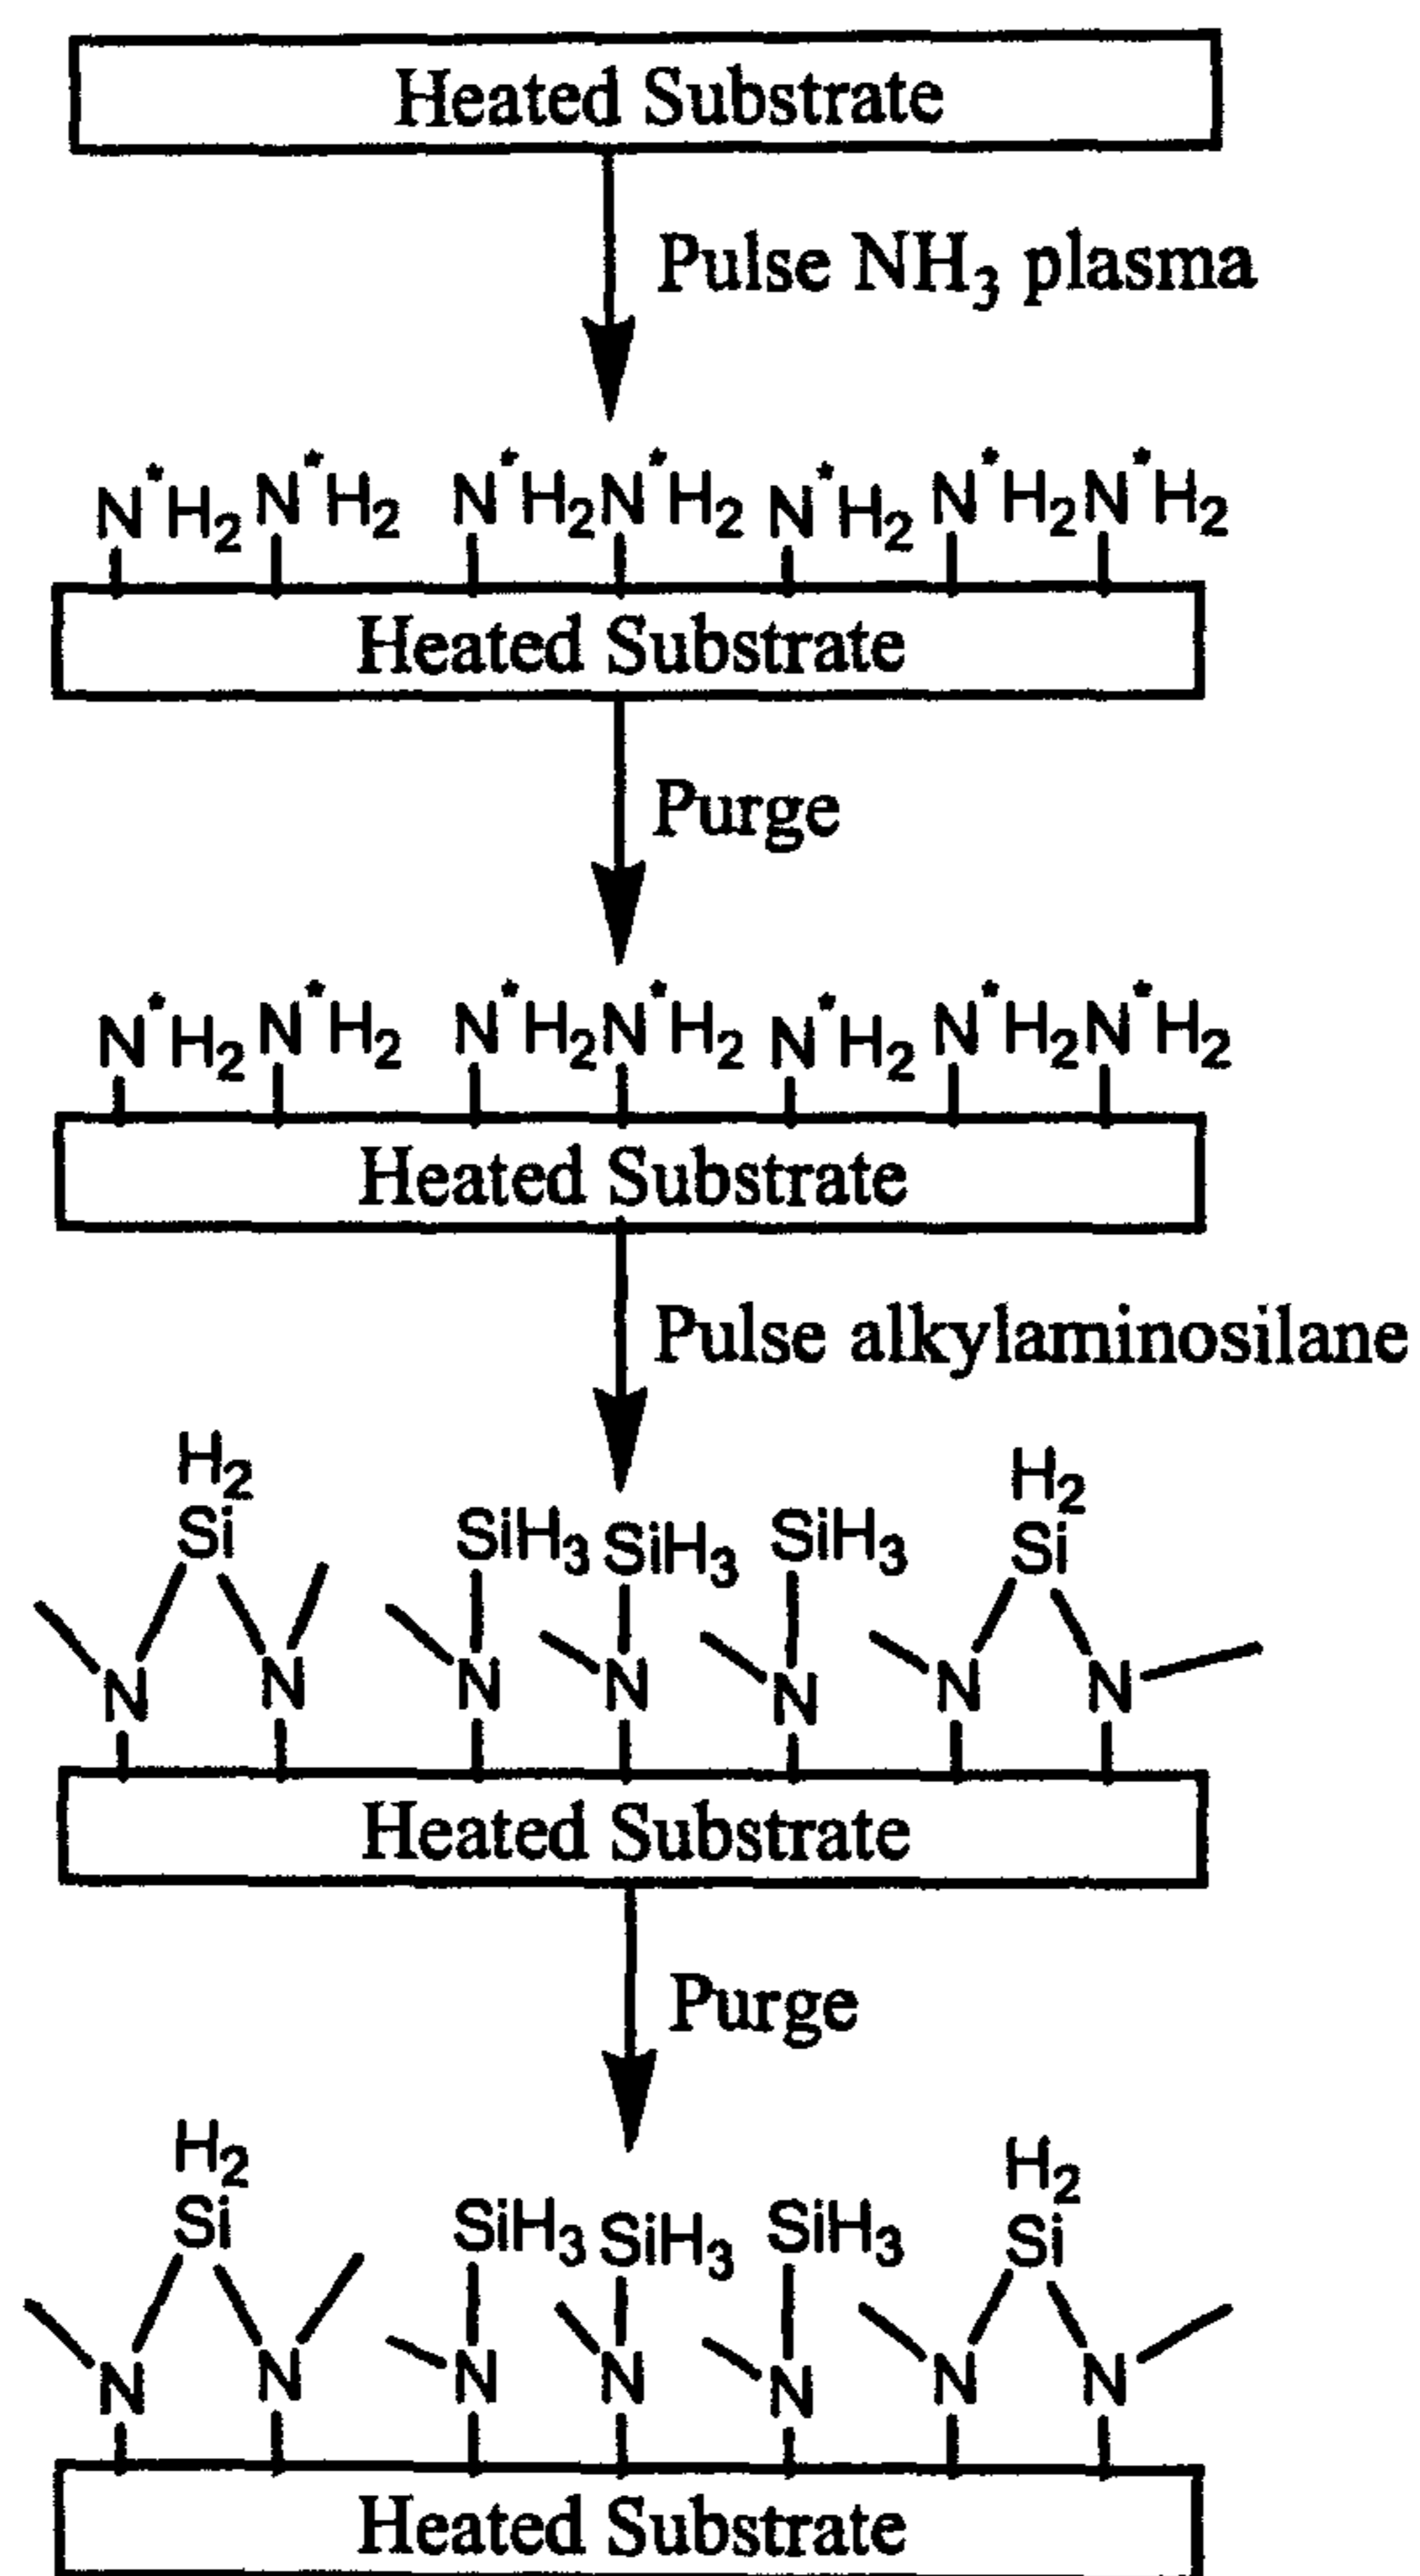 Heated Substrate
Pulse NH3 plasma
N*H2 N*H2 N*H2 N*H2 N*H2 N*H2 N*H2
Heated Substrate
Purge
N*H2 N*H2 N*H2 N*H2 N*H2 N*H2 N*H2
Heated Substrate
Pulse alkylaminosilane
H2 H2
Si SiH3 SiH3 SiH3 Si
N N N N N N N
Heated Substrate
Purge
H2 H2
Si SiH3 SiH3 SiH3 Si
N N N N N N N
Heated Substrate